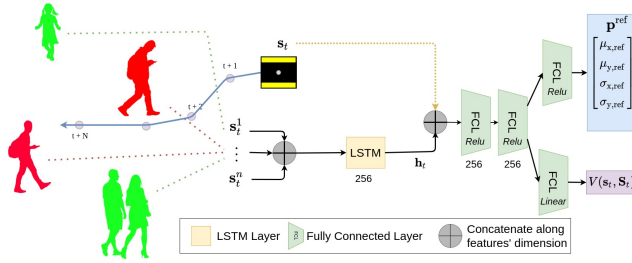 s_t
t + 1
t + 2
t + N
s_t^1
⋮
s_t^n
LSTM
256
h_t
FCL
Relu
256
FCL
Relu
256
FCL
Relu
FCL
Linear
p^ref
μ_x,ref
μ_y,ref
σ_x,ref
σ_y,ref
V(s_t, S_t)
LSTM Layer
FCL
Fully Connected Layer
Concatenate along
features' dimension